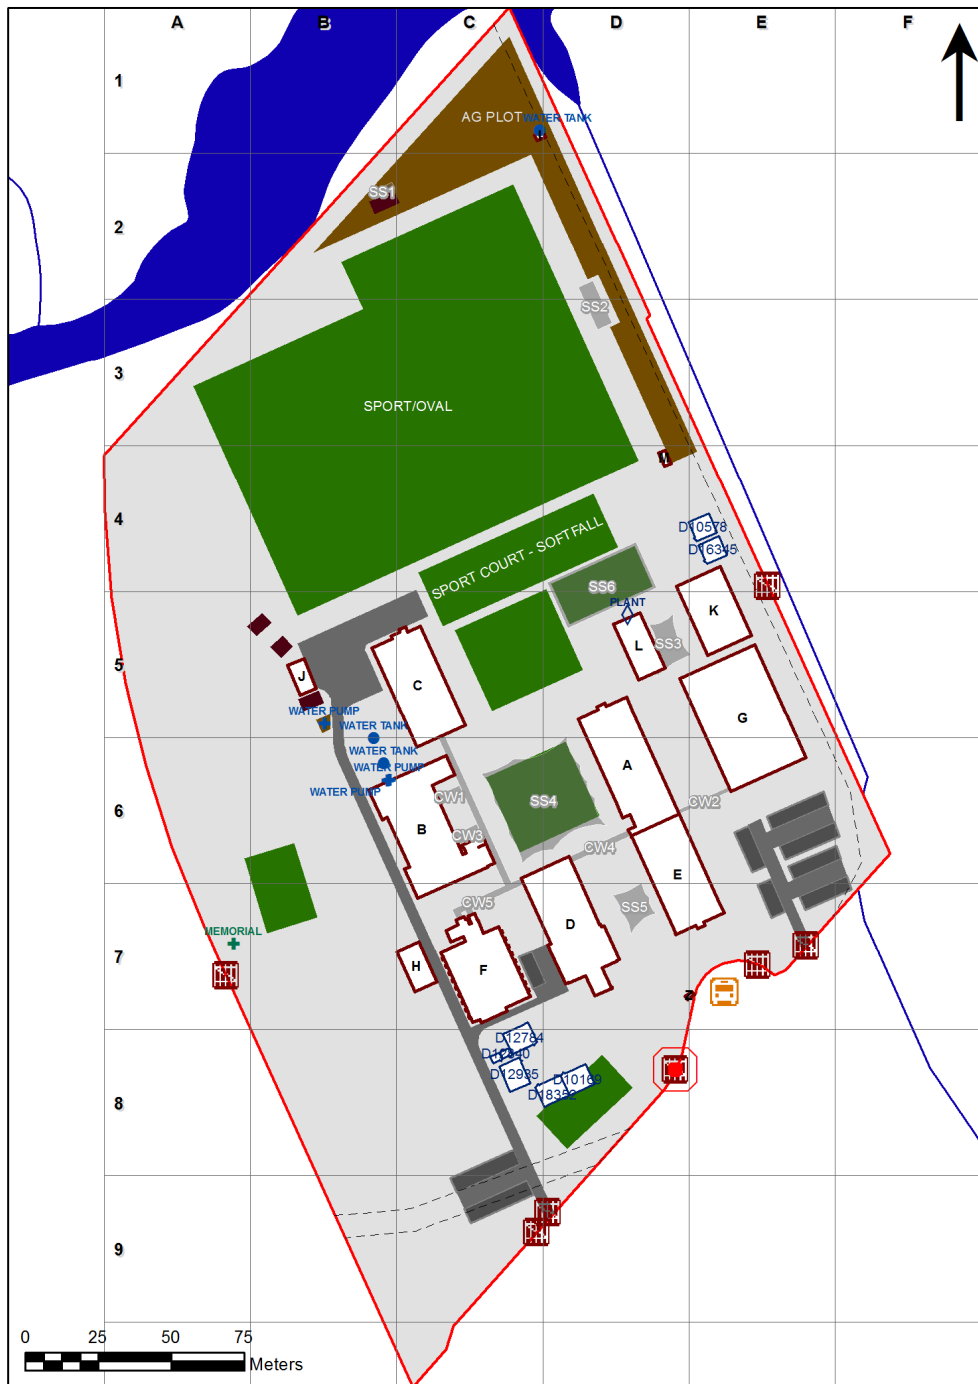 A B C D E F
1
AG PLOT WATER TANK
SS1
2
SS2
3
SPORT/OVAL
M
4
D10578
SPORT COURT - SOFTFALL
D16345
SS6
PLANT
K
SS3
L
5
J
C
WATER PUMP
G
WATER TANK
WATER TANK
A
WATER PUMP
WATER PUMP
CW1
SS4
CW2
6
B
CW3
CW4
E
CW5
SS5
D
MEMORIAL
7
H
F
D12784
D12935
D10169
D18352
8
9
0 25 50 75
Meters